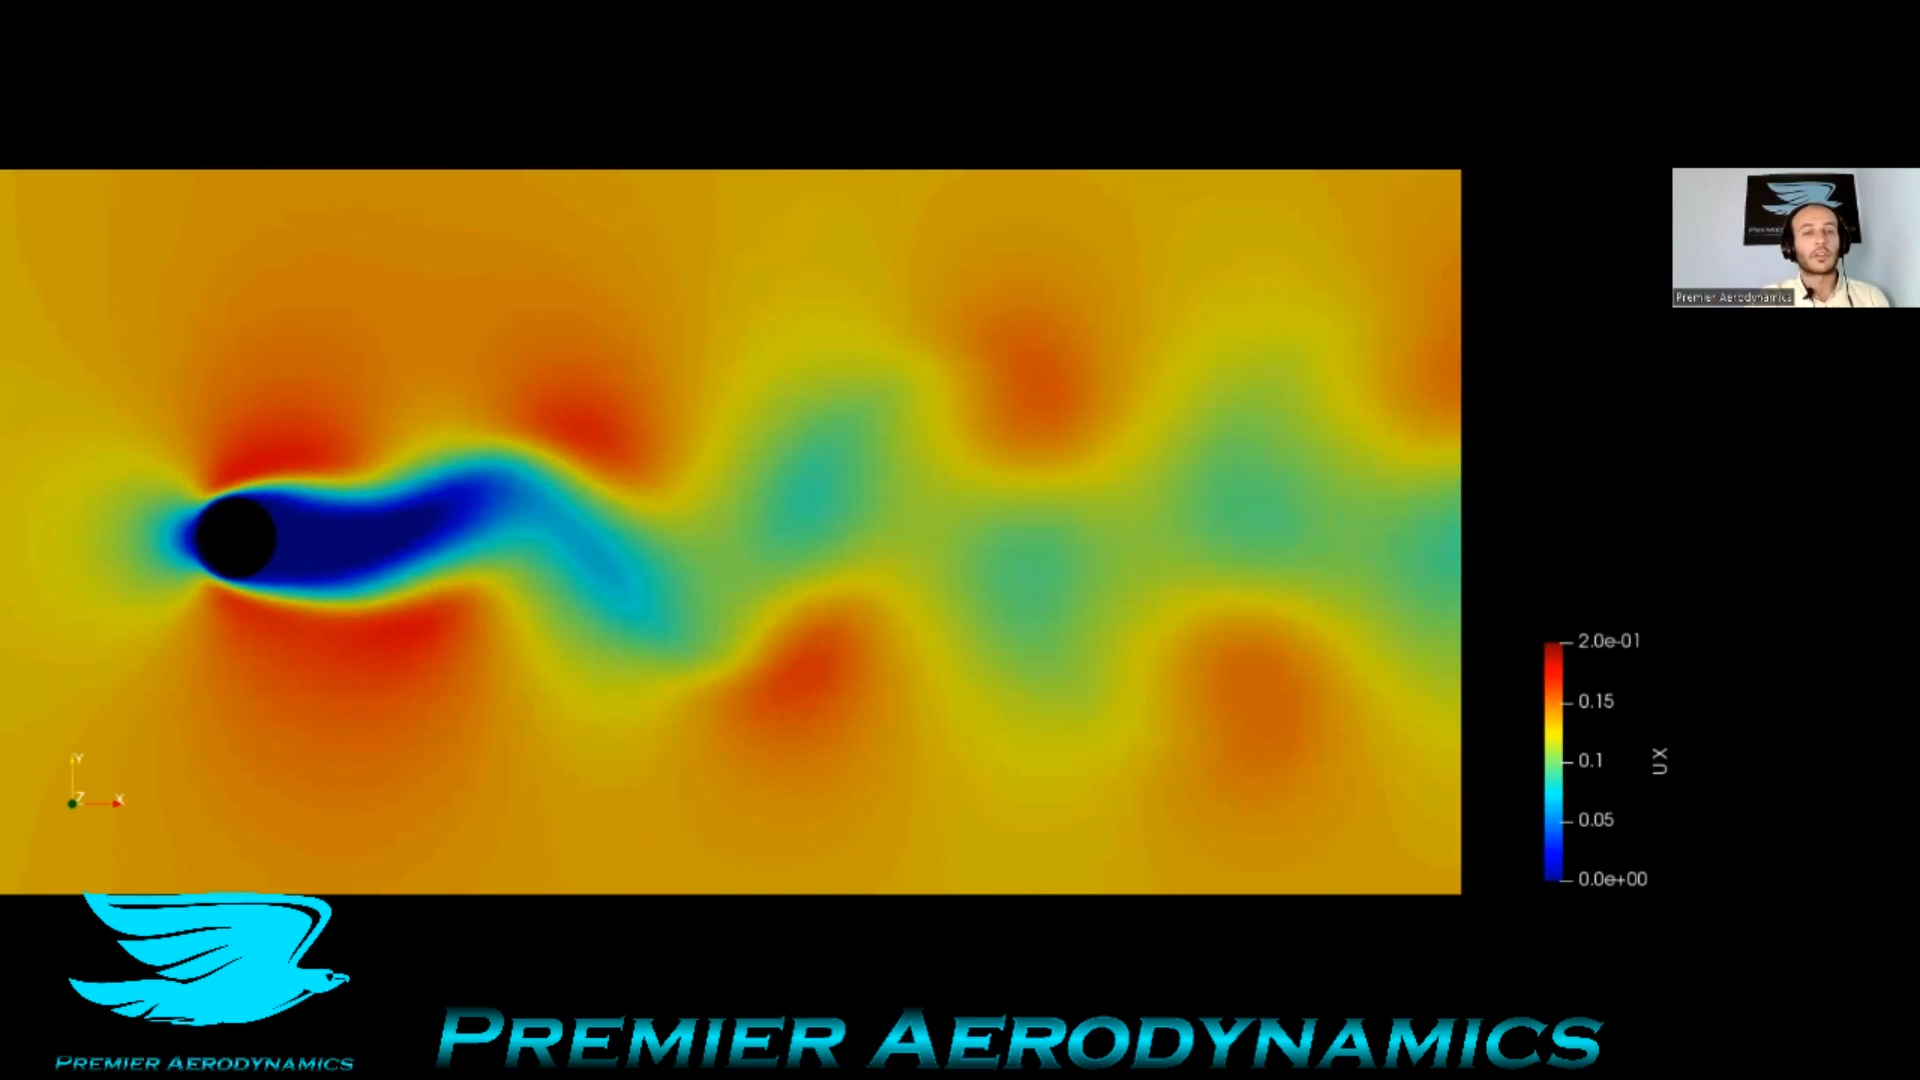 PREMIER AERODYNAMICS
Y
Z
X
2.0e-01
0.15
0.1
0.05
0.0e+00
UX
PREMIER AERODYNAMICS
PREMIER AERODYNAMICS